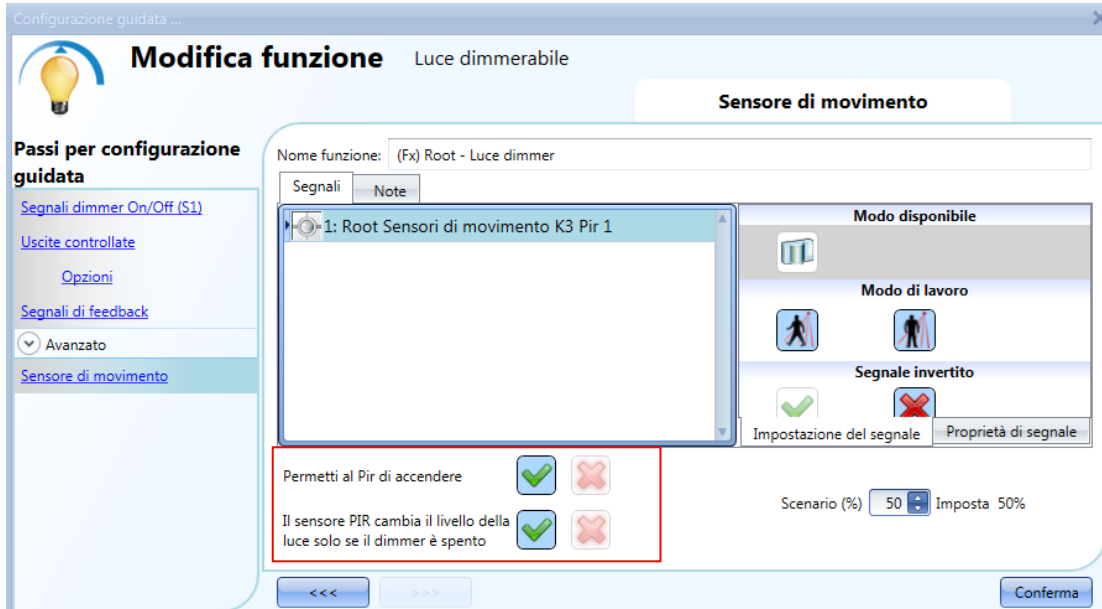 Configurazione guidata ...
Modifica funzione
Luce dimmerabile
Sensore di movimento
Passi per configurazione
guidata
Segnali dimmer On/Off (S1)
Uscite controllate
Opzioni
Segnali di feedback
Avanzato
Sensore di movimento
Nome funzione: (Fx) Root - Luce dimmer
Segnali Note
1: Root Sensori di movimento K3 Pir 1
Modo disponibile
Modo di lavoro
Segnale invertito
Impostazione del segnale Proprietà di segnale
Permetti al Pir di accendere
Il sensore PIR cambia il livello della
luce solo se il dimmer è spento
Scenario (%) 50 Imposta 50%
<<< >>> Conferma